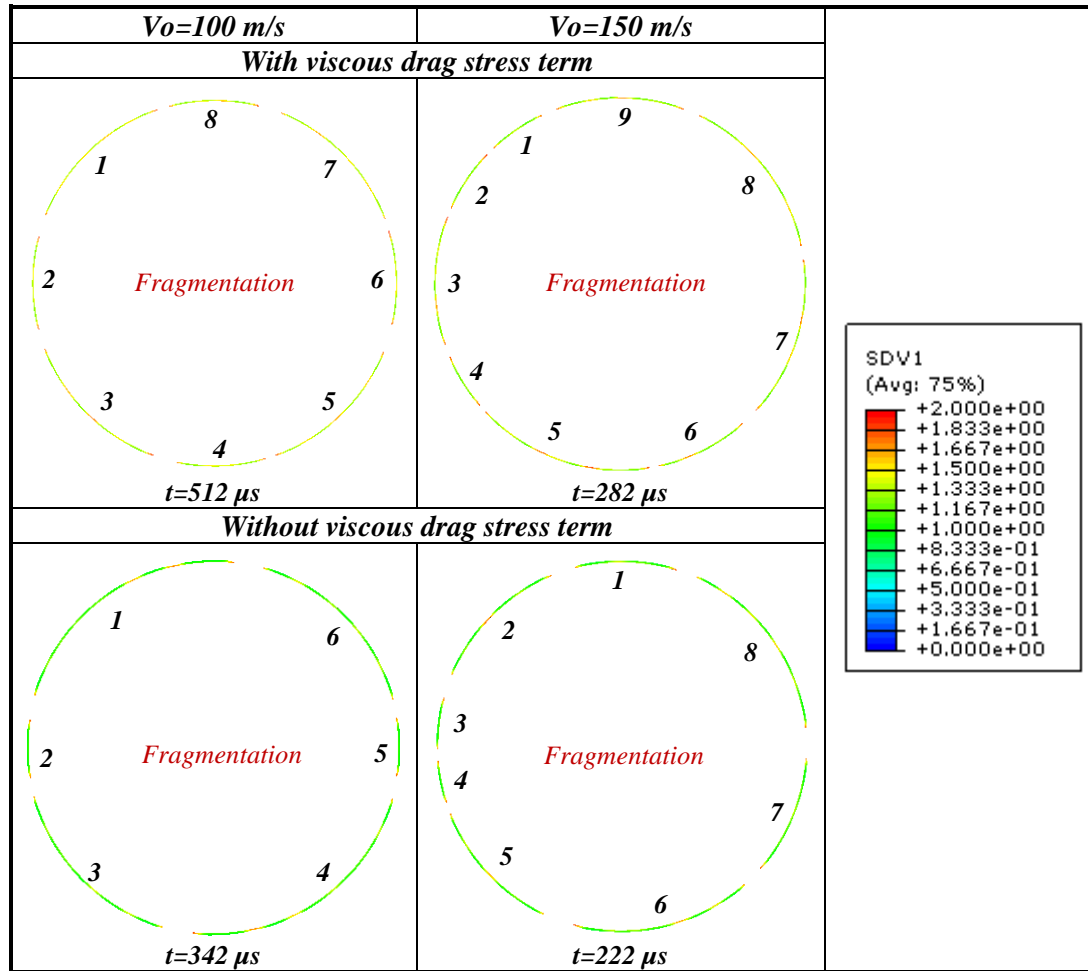 Vo=100 m/s
Vo=150 m/s
With viscous drag stress term
8
1
7
2
Fragmentation
6
3
5
4
t=512 µs
9
1
8
2
3
Fragmentation
7
4
5
6
t=282 µs
Without viscous drag stress term
1
6
2
Fragmentation
5
3
4
t=342 µs
1
2
8
3
Fragmentation
4
7
5
6
t=222 µs
SDV1
(Avg: 75%)
+2.000e+00
+1.833e+00
+1.667e+00
+1.500e+00
+1.333e+00
+1.167e+00
+1.000e+00
+8.333e-01
+6.667e-01
+5.000e-01
+3.333e-01
+1.667e-01
+0.000e+00